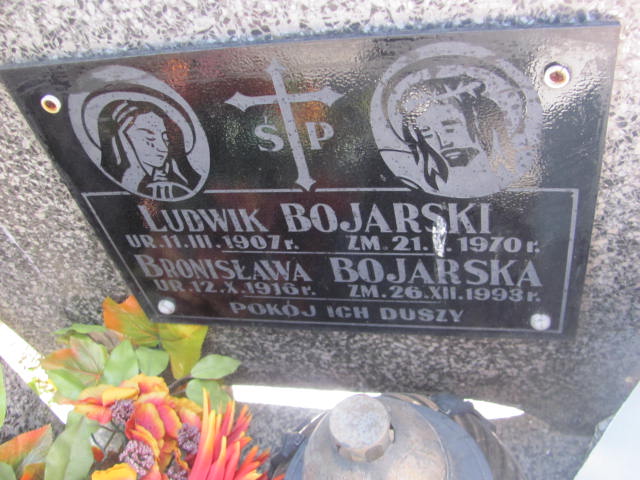 Ś P
LUDWIK BOJARSKI
UR. 11. III. 1907 r. ZM. 21. 1970 r.
BRONISŁAWA BOJARSKA
UR. 12. X. 1916 r. ZM. 26. XII. 1993 r.
POKÓJ ICH DUSZY